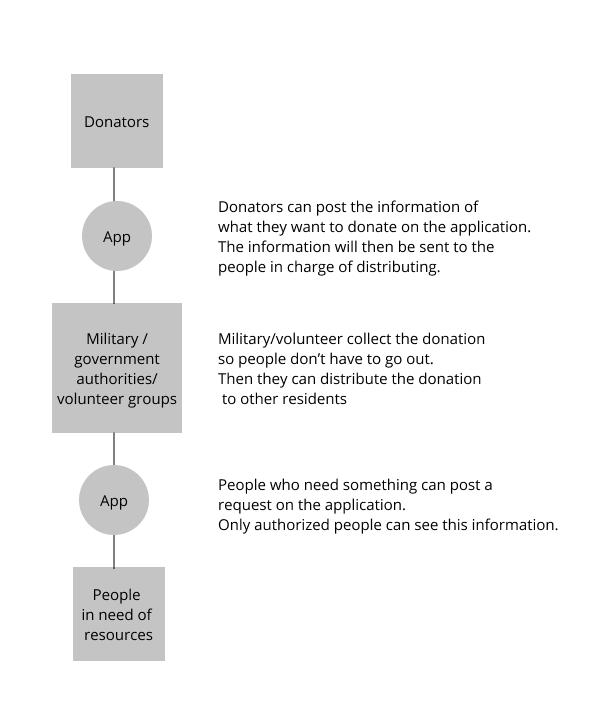 Donators
App
Donators can post the information of
what they want to donate on the application.
The information will then be sent to the
people in charge of distributing.
Military /
government
authorities/
volunteer groups
Military/volunteer collect the donation
so people don’t have to go out.
Then they can distribute the donation
to other residents
App
People who need something can post a
request on the application.
Only authorized people can see this information.
People
in need of
resources